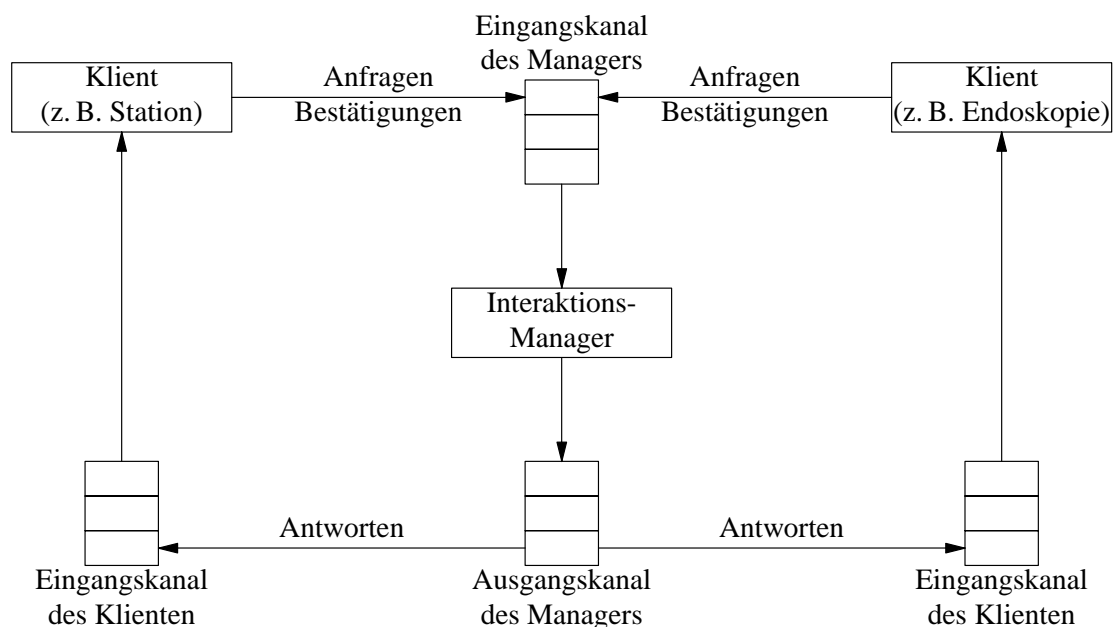 Eingangskanal
des Managers
Klient
(z. B. Station)
Anfragen
Bestätigungen
Anfragen
Bestätigungen
Klient
(z. B. Endoskopie)
Interaktions-
Manager
Antworten
Antworten
Eingangskanal
des Klienten
Ausgangskanal
des Managers
Eingangskanal
des Klienten